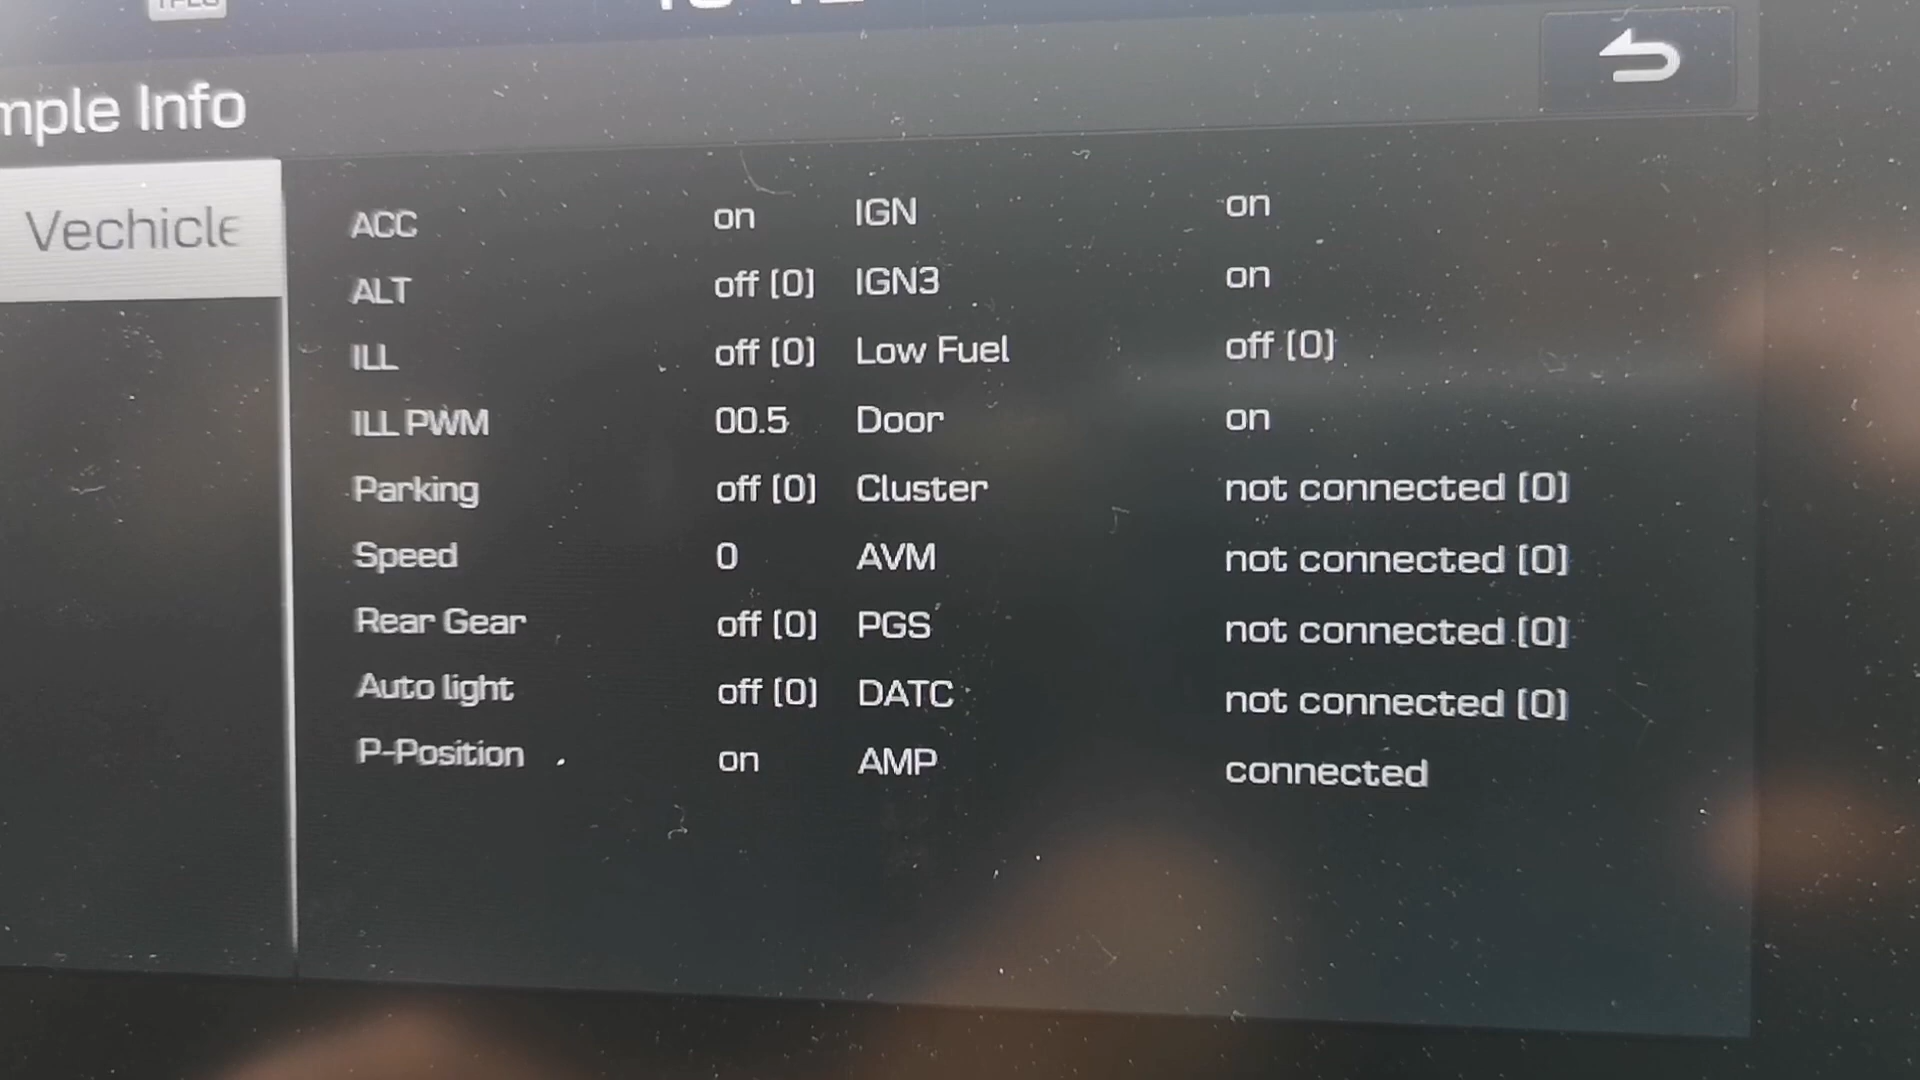 mple Info
Vechicle
ACC on IGN on
ALT off [0] IGN3 on
ILL off [0] Low Fuel off [0]
ILL PWM 00.5 Door on
Parking off [0] Cluster not connected [0]
Speed 0 AVM not connected [0]
Rear Gear off [0] PGS not connected [0]
Auto light off [0] DATC not connected [0]
P-Position on AMP connected